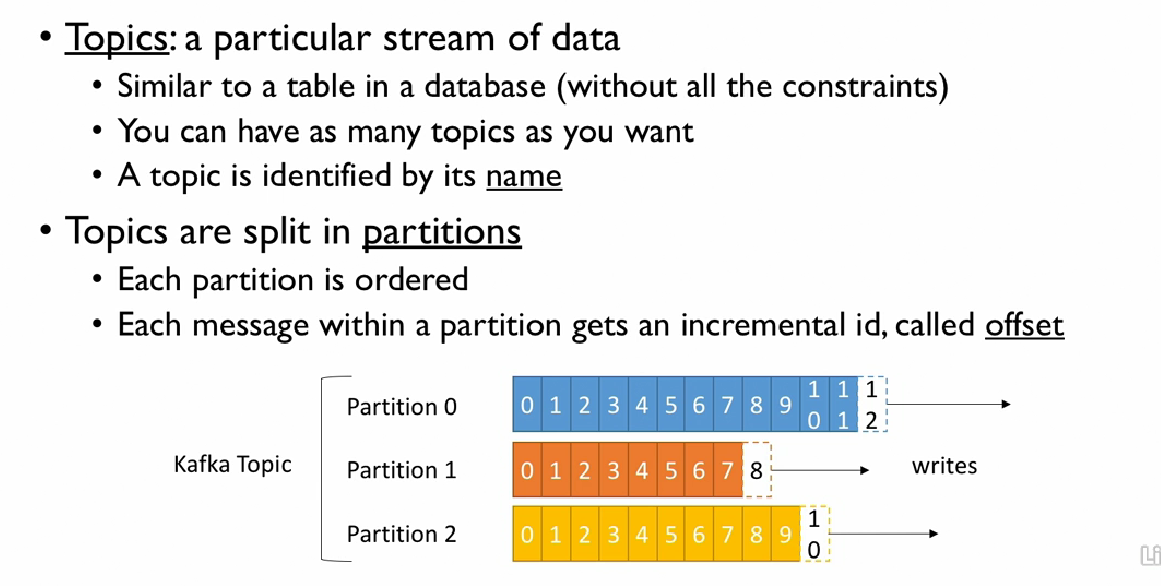 • Topics: a particular stream of data
• Similar to a table in a database (without all the constraints)
• You can have as many topics as you want
• A topic is identified by its name
• Topics are split in partitions
• Each partition is ordered
• Each message within a partition gets an incremental id, called offset
Partition 0 0 1 2 3 4 5 6 7 8 9 10 11 12
Kafka Topic
Partition 1 0 1 2 3 4 5 6 7 8 writes
Partition 2 0 1 2 3 4 5 6 7 8 9 10
Li